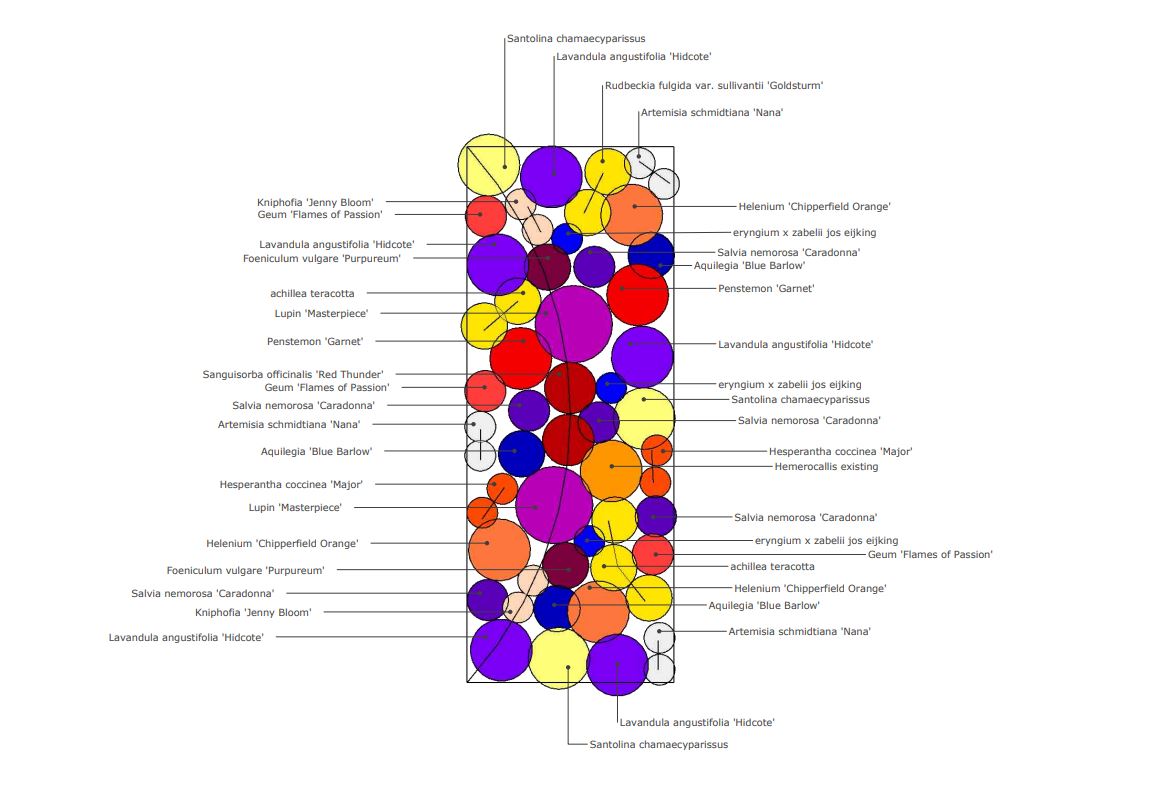 Santolina chamaecyparissus
Lavandula angustifolia 'Hidcote'
Rudbeckia fulgida var. sullivantii 'Goldsturm'
Artemisia schmidtiana 'Nana'
Kniphofia 'Jenny Bloom'
Geum 'Flames of Passion'
Lavandula angustifolia 'Hidcote'
Foeniculum vulgare 'Purpureum'
achillea teracotta
Lupin 'Masterpiece'
Penstemon 'Garnet'
Sanguisorba officinalis 'Red Thunder'
Geum 'Flames of Passion'
Salvia nemorosa 'Caradonna'
Artemisia schmidtiana 'Nana'
Aquilegia 'Blue Barlow'
Hesperantha coccinea 'Major'
Lupin 'Masterpiece'
Helenium 'Chipperfield Orange'
Foeniculum vulgare 'Purpureum'
Salvia nemorosa 'Caradonna'
Kniphofia 'Jenny Bloom'
Lavandula angustifolia 'Hidcote'
Helenium 'Chipperfield Orange'
eryngium x zabelii jos eijking
Salvia nemorosa 'Caradonna'
Aquilegia 'Blue Barlow'
Penstemon 'Garnet'
Lavandula angustifolia 'Hidcote'
eryngium x zabelii jos eijking
Santolina chamaecyparissus
Salvia nemorosa 'Caradonna'
Hesperantha coccinea 'Major'
Hemerocallis existing
Salvia nemorosa 'Caradonna'
eryngium x zabelii jos eijking
Geum 'Flames of Passion'
achillea teracotta
Helenium 'Chipperfield Orange'
Aquilegia 'Blue Barlow'
Artemisia schmidtiana 'Nana'
Lavandula angustifolia 'Hidcote'
Santolina chamaecyparissus